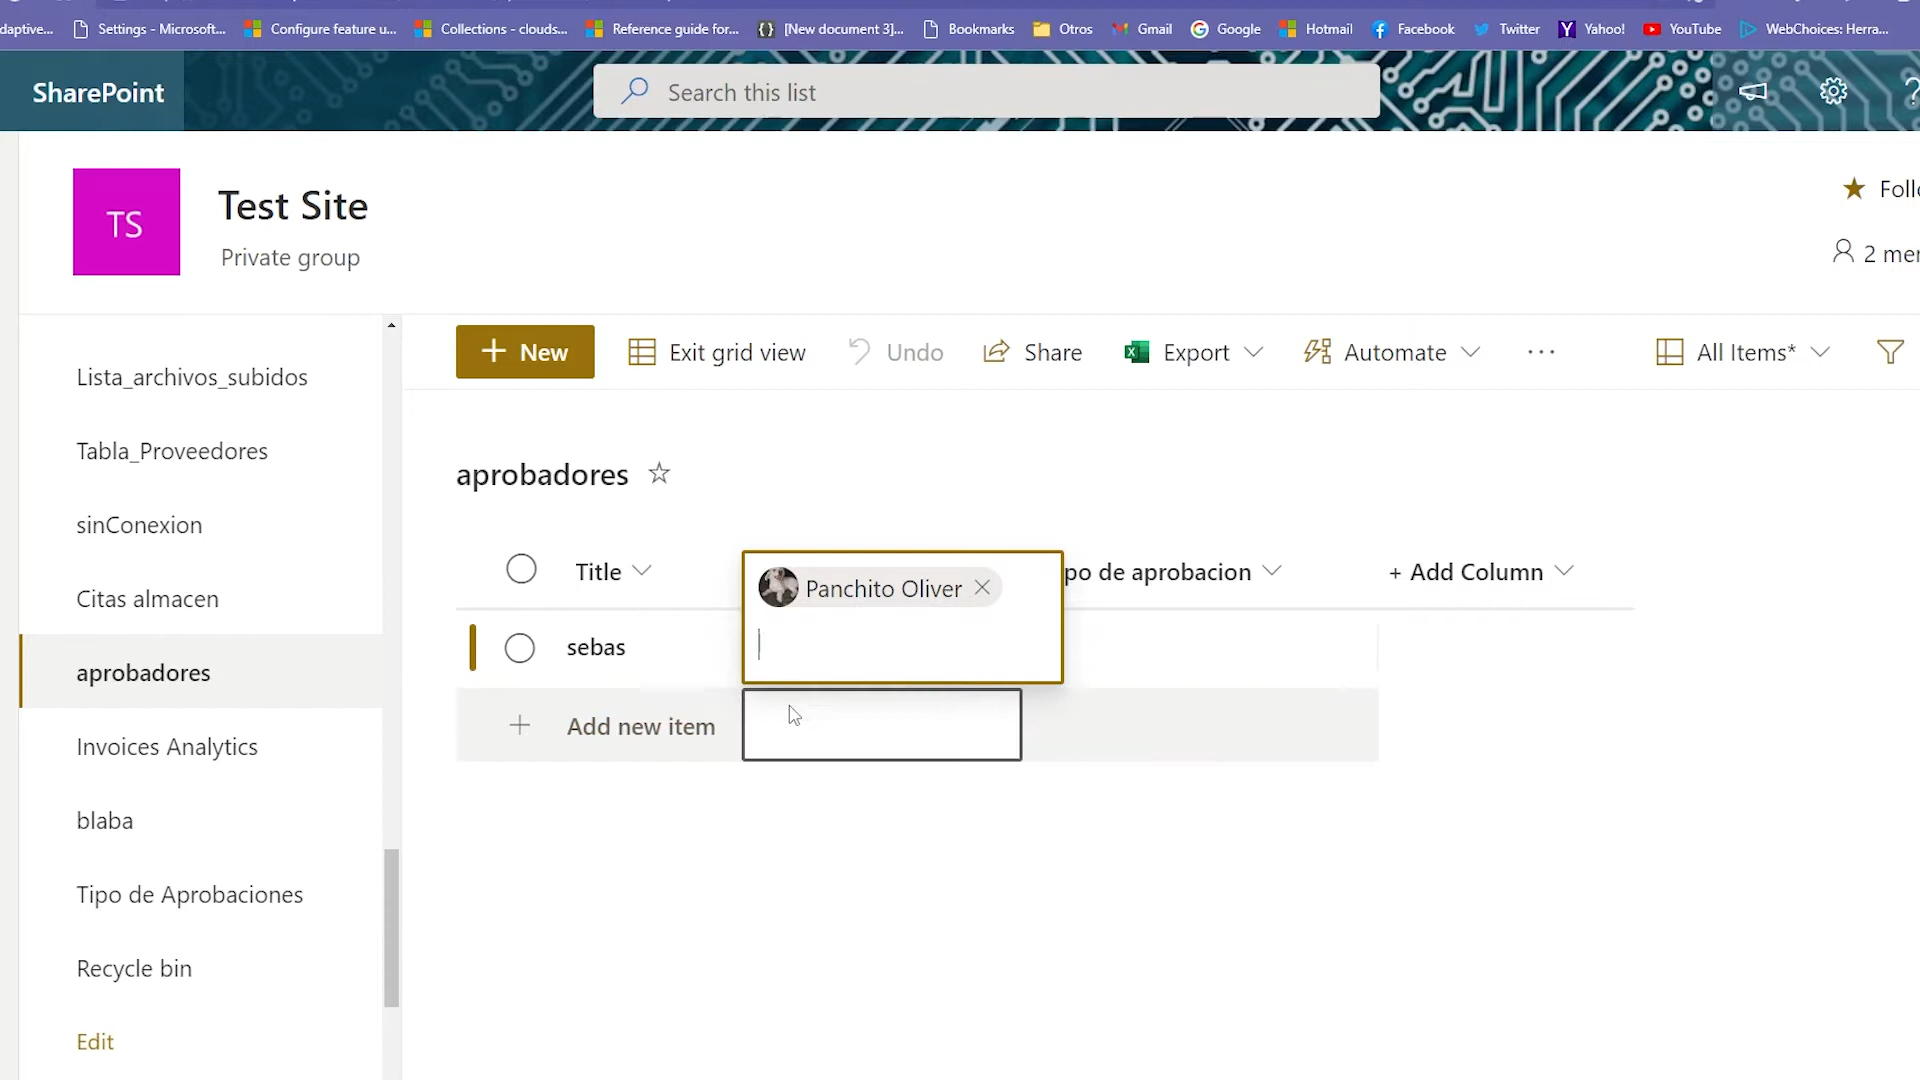 daptive...
Settings - Microsoft...
Configure feature u...
Collections - clouds...
Reference guide for...
[New document 3]...
Bookmarks
Otros
Gmail
Google
Hotmail
Facebook
Twitter
Yahoo!
YouTube
WebChoices: Herra...
SharePoint
Search this list
TS
Test Site
Private group
Follo
2 mem
Lista_archivos_subidos
Tabla_Proveedores
sinConexion
Citas almacen
aprobadores
Invoices Analytics
blaba
Tipo de Aprobaciones
Recycle bin
Edit
+ New
Exit grid view
Undo
Share
Export
Automate
...
All Items*
aprobadores
Title
Panchito Oliver
po de aprobacion
+ Add Column
sebas
+ Add new item